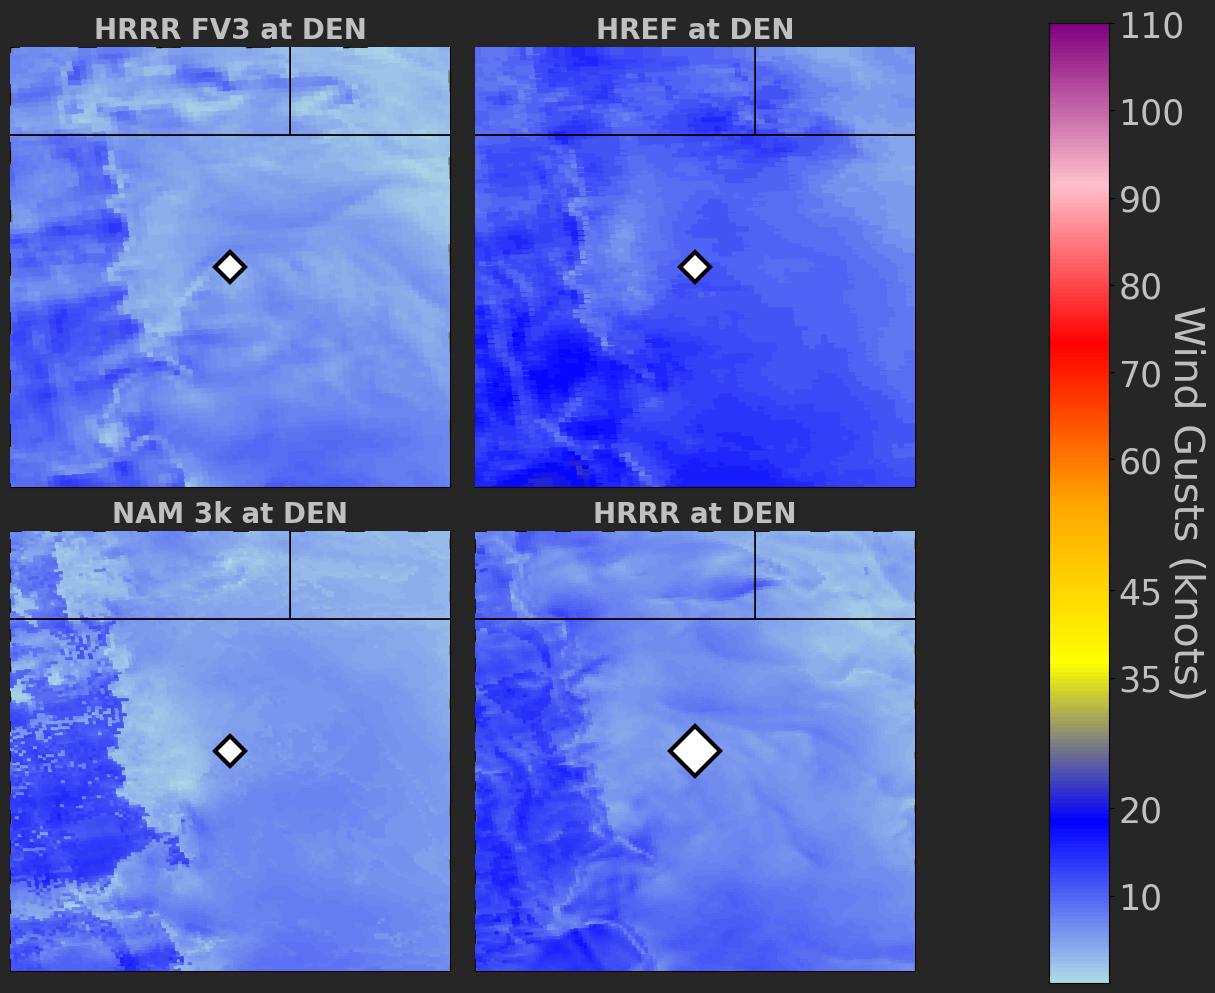 HRRR FV3 at DEN
HREF at DEN
NAM 3k at DEN
HRRR at DEN
110
100
90
80
70
60
45
35
20
10
Wind Gusts (knots)